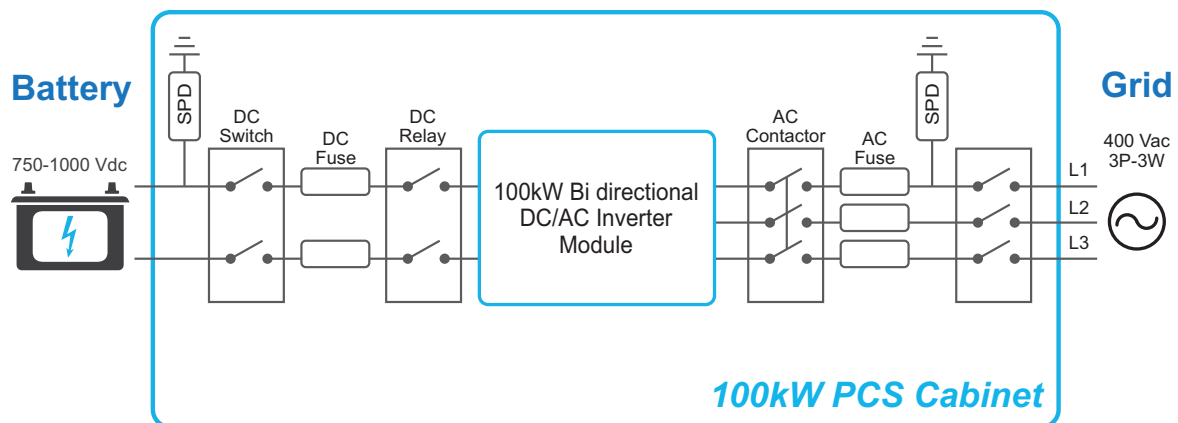 Battery
750-1000 Vdc
SPD
DC
Switch
DC
Fuse
DC
Relay
100kW Bi directional
DC/AC Inverter
Module
AC
Contactor
AC
Fuse
SPD
Grid
400 Vac
3P-3W
L1
L2
L3
100kW PCS Cabinet